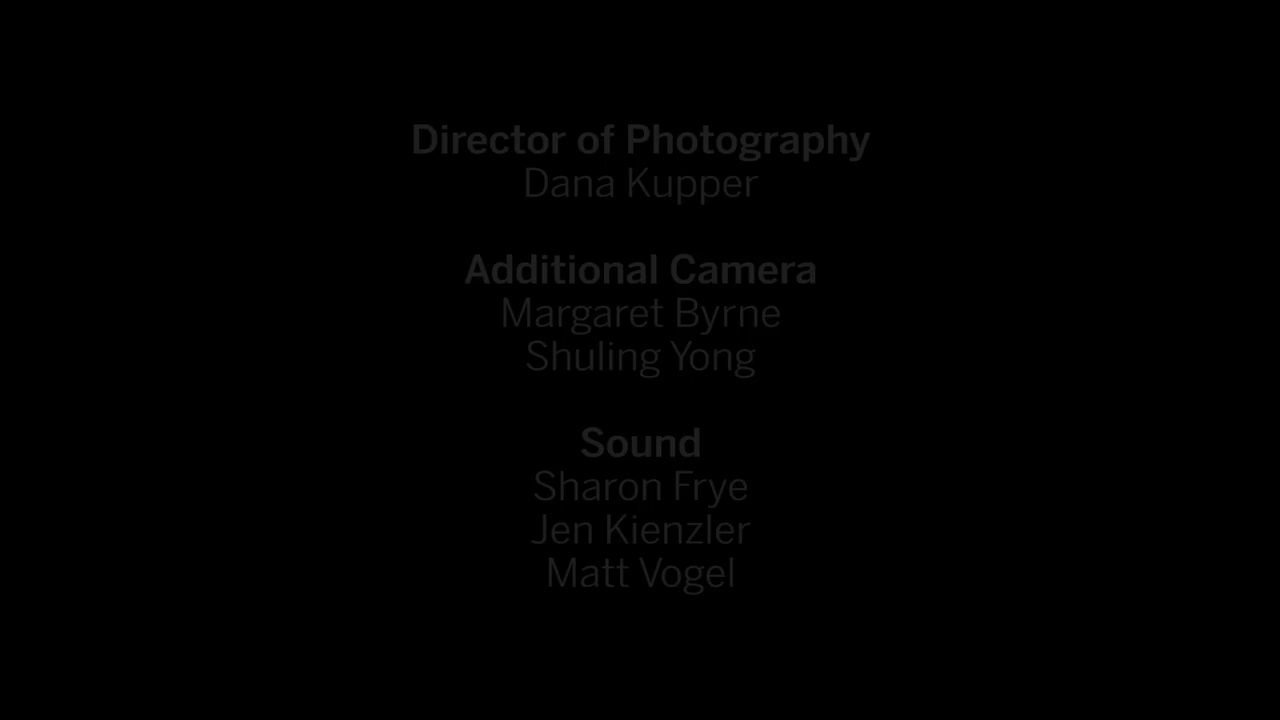 Director of Photography
Dana Kupper
Additional Camera
Margaret Byrne
Shuling Yong
Sound
Sharon Frye
Jen Kienzler
Matt Vogel